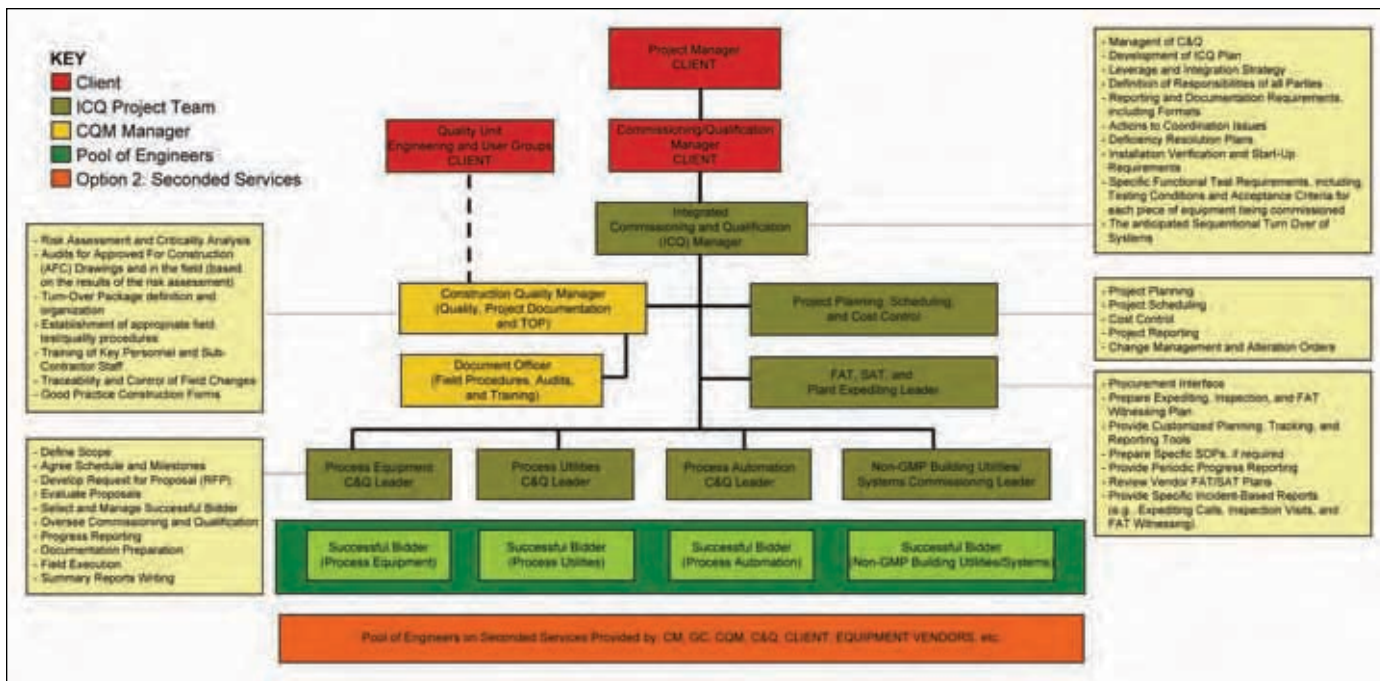 KEY
Client
ICQ Project Team
CQM Manager
Pool of Engineers
Option 2: Seconded Services
Project Manager
CLIENT
Quality Unit
Engineering and User Groups
CLIENT
Commissioning/Qualification
Manager
CLIENT
Integrated
Commissioning and Qualification
(ICQ) Manager
- Managent of C&Q
- Development of ICQ Plan
- Leverage and Integration Strategy
- Definition of Responsibilities of all Parties
- Reporting and Documentation Requirements,
including Formats
- Actions to Coordination Issues
- Deficiency Resolution Plans
- Installation Verification and Start-Up
Requirements
- Specific Functional Test Requirements, including
Testing Conditions and Acceptance Criteria for
each piece of equipment being commissioned
- The anticipated Sequentional Turn Over of
Systems
- Risk Assessment and Criticality Analysis
- Audits for Approved For Construction
(AFC) Drawings and in the field (based
on the results of the risk assessment)
- Turn-Over Package definition and
organization
- Establishment of appropriate field
test/quality procedures
- Training of Key Personnel and Sub-
Contractor Staff
- Traceability and Control of Field Changes
- Good Practice Construction Forms
Construction Quality Manager
(Quality, Project Documentation
and TOP)
Project Planning, Scheduling,
and Cost Control
- Project Planning
- Project Scheduling
- Cost Control
- Project Reporting
- Change Management and Alteration Orders
Document Officer
(Field Procedures, Audits,
and Training)
FAT, SAT, and
Plant Expediting Leader
- Procurement Interface
- Prepare Expediting, Inspection, and FAT
Witnessing Plan
- Provide Customized Planning, Tracking, and
Reporting Tools
- Prepare Specific SOPs, if required
- Provide Periodic Progress Reporting
- Review Vendor FAT/SAT Plans
- Provide Specific Incident-Based Reports
(e.g., Expediting Calls, Inspection Visits, and
FAT Witnessing)
- Define Scope
- Agree Schedule and Milestones
- Develop Request for Proposal (RFP)
- Evaluate Proposals
- Select and Manage Successful Bidder
- Oversee Commissioning and Qualification
- Progress Reporting
- Documentation Preparation
- Field Execution
- Summary Reports Writing
Process Equipment
C&Q Leader
Process Utilities
C&Q Leader
Process Automation
C&Q Leader
Non-GMP Building Utilities/
Systems Commissioning Leader
Successful Bidder
(Process Equipment)
Successful Bidder
(Process Utilities)
Successful Bidder
(Process Automation)
Successful Bidder
(Non-GMP Building Utilities/Systems)
Pool of Engineers on Seconded Services Provided by: CM, GC, CQM, C&Q, CLIENT, EQUIPMENT VENDORS, etc.